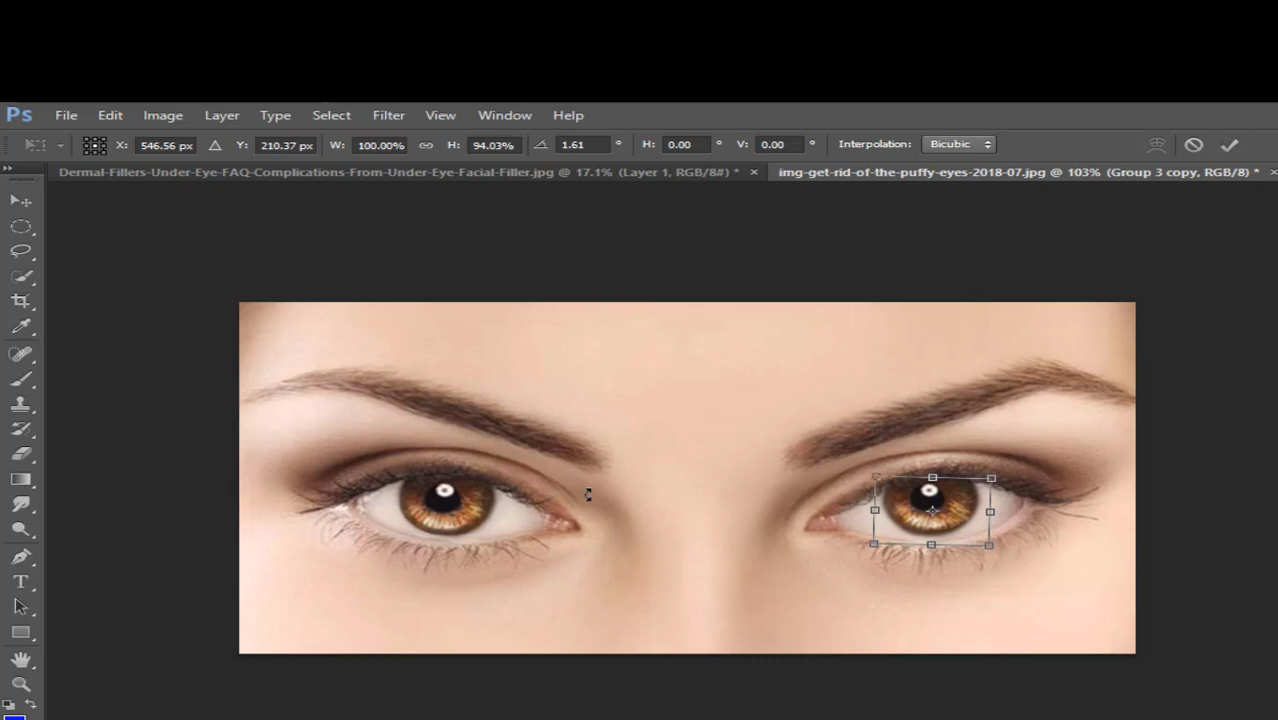 Ps File Edit Image Layer Type Select Filter View Window Help
X: 546.56 px Y: 210.37 px W: 100.00% H: 94.03% 1.61 ° H: 0.00 ° V: 0.00 ° Interpolation: Bicubic
Dermal-Fillers-Under-Eye-FAQ-Complications-From-Under-Eye-Facial-Filler.jpg @ 17.1% (Layer 1, RGB/8#) * × img-get-rid-of-the-puffy-eyes-2018-07.jpg @ 103% (Group 3 copy, RGB/8) * ×
T